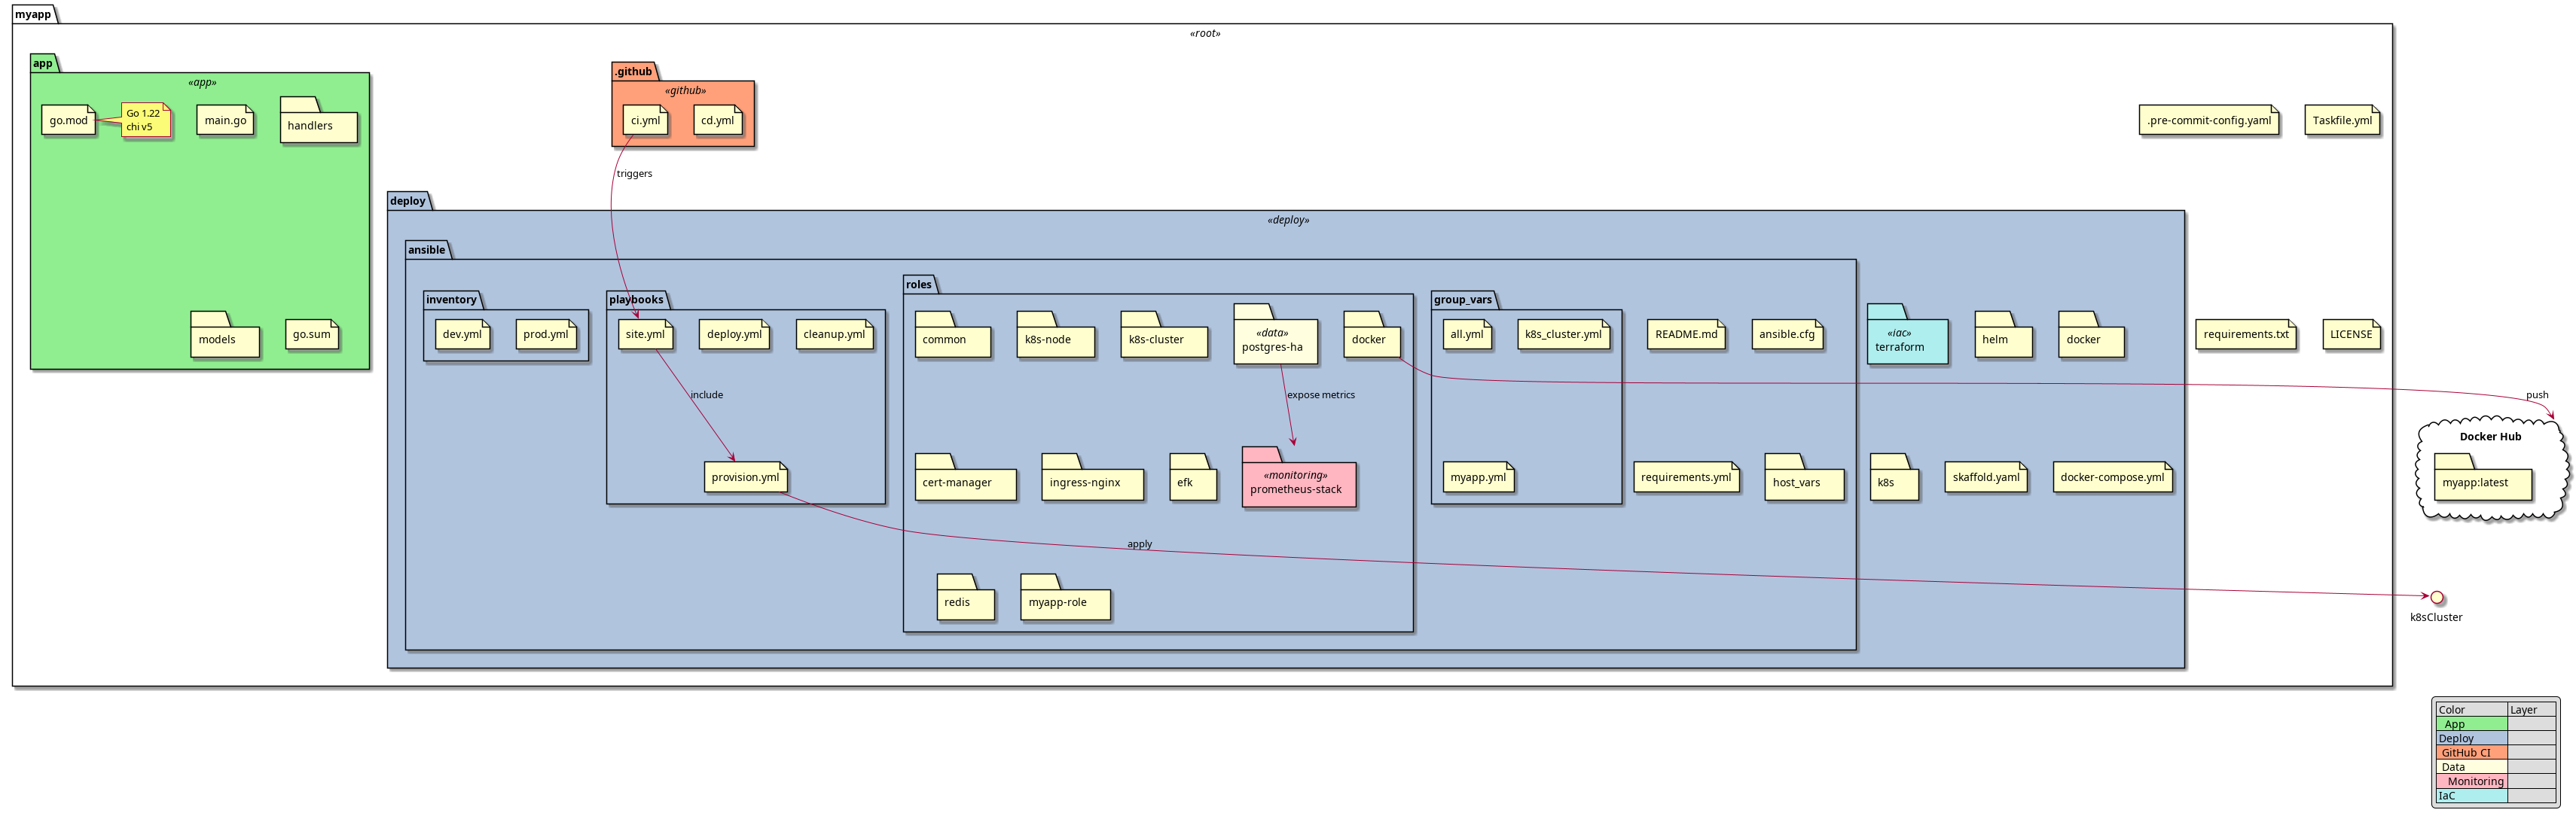 myapp
«root»
app
«app»
go.mod
Go 1.22
chi v5
main.go
handlers
models
go.sum
.github
«github»
ci.yml
cd.yml
.pre-commit-config.yaml
Taskfile.yml
triggers
deploy
«deploy»
ansible
inventory
dev.yml
prod.yml
playbooks
site.yml
deploy.yml
cleanup.yml
include
provision.yml
roles
common
k8s-node
k8s-cluster
«data»
postgres-ha
docker
expose metrics
cert-manager
ingress-nginx
efk
«monitoring»
prometheus-stack
redis
myapp-role
group_vars
all.yml
k8s_cluster.yml
myapp.yml
README.md
ansible.cfg
requirements.yml
host_vars
«iac»
terraform
helm
docker
k8s
skaffold.yaml
docker-compose.yml
requirements.txt
LICENSE
push
Docker Hub
myapp:latest
apply
k8sCluster
Color Layer
App
Deploy
GitHub CI
Data
Monitoring
IaC